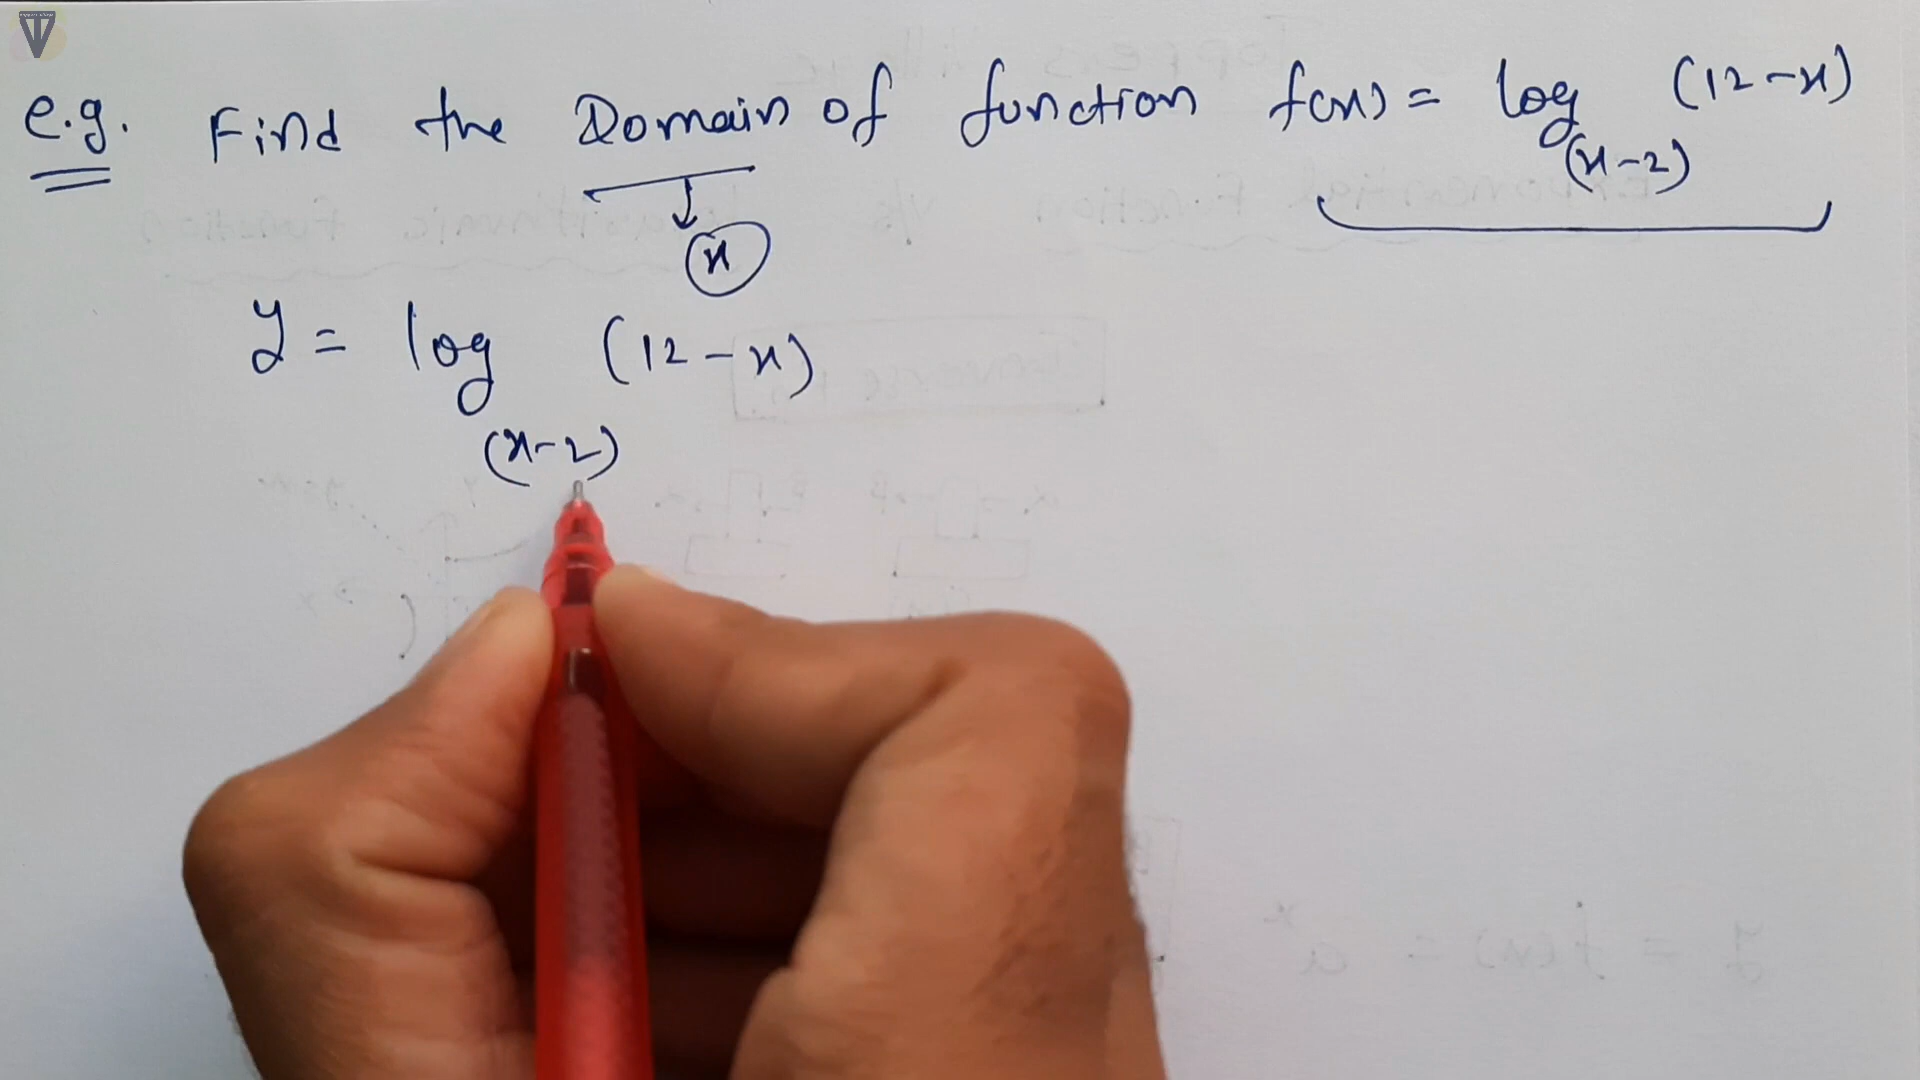 e.g. Find the Domain of function f(x) = log(x-2) (12-x)
x
y = log(x-2) (12-x)